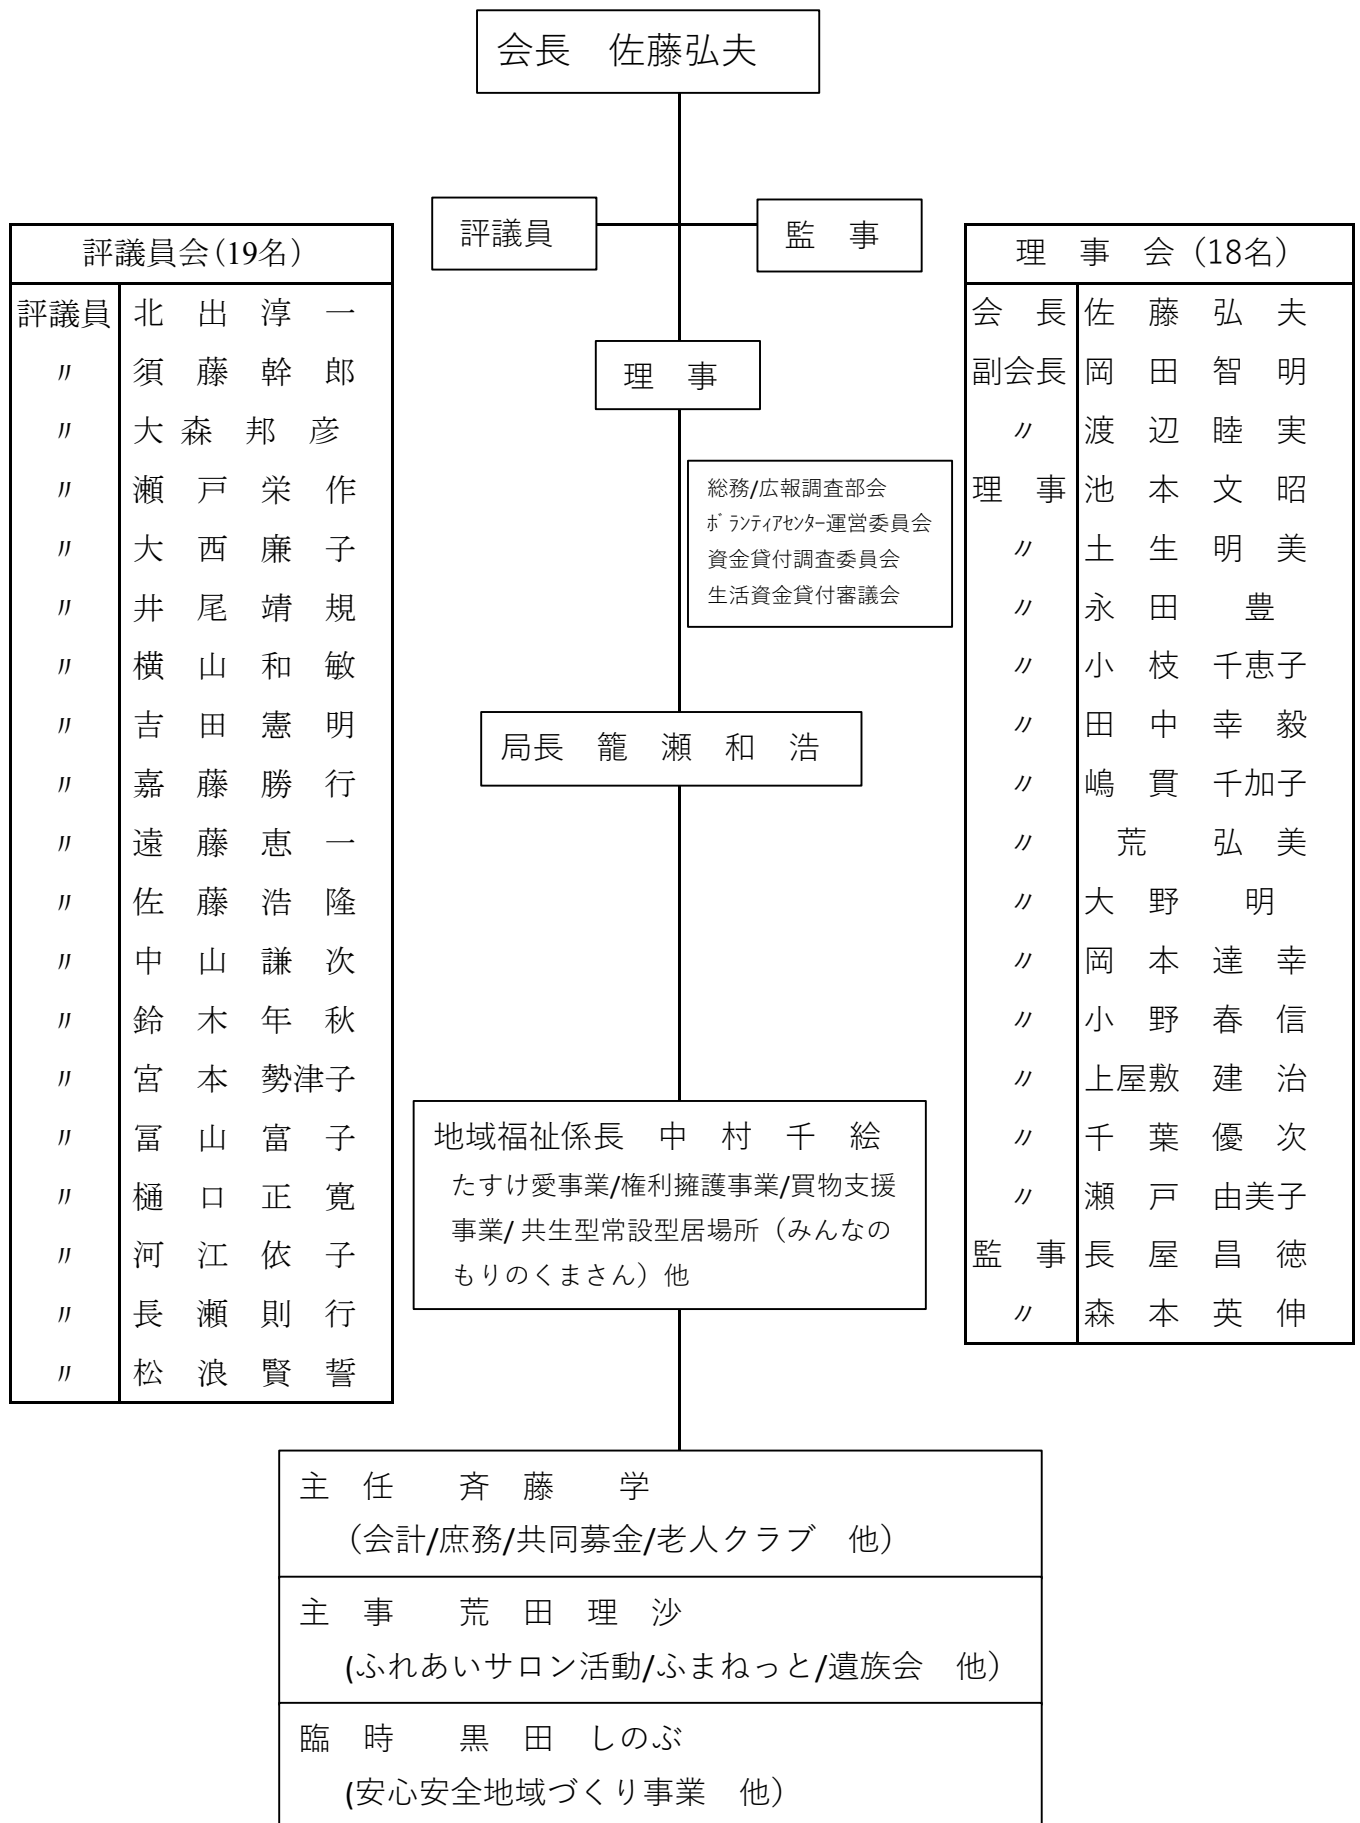 会長　佐藤弘夫
評議員
監　事
理　事
総務/広報調査部会
ﾎﾞﾗﾝﾃｨｱｾﾝﾀｰ運営委員会
資金貸付調査委員会
生活資金貸付審議会
局長　籠　瀬　和　浩
地域福祉係長　中　村　千　絵
たすけ愛事業/権利擁護事業/買物支援
事業/ 共生型常設型居場所（みんなの
もりのくまさん）他
主　任　　斉　藤　　学
（会計/庶務/共同募金/老人クラブ　他）
主　事　　荒　田　理　沙
(ふれあいサロン活動/ふまねっと/遺族会　他）
臨　時　　黒　田　しのぶ
(安心安全地域づくり事業　他）
評議員会(19名）
評議員 北　出　淳　一
〃 須　藤　幹　郎
〃 大 森　邦　彦
〃 瀬　戸　栄　作
〃 大　西　廉　子
〃 井　尾　靖　規
〃 横　山　和　敏
〃 吉　田　憲　明
〃 嘉　藤　勝　行
〃 遠　藤　恵　一
〃 佐　藤　浩　隆
〃 中　山　謙　次
〃 鈴　木　年　秋
〃 宮　本　勢津子
〃 冨　山　富　子
〃 樋　口　正　寛
〃 河　江　依　子
〃 長　瀬　則　行
〃 松　浪　賢　誓
理　事　会（18名）
会　長 佐　藤　弘　夫
副会長 岡　田　智　明
〃 渡　辺　睦　実
理　事 池　本　文　昭
〃 土　生　明　美
〃 永　田　　豊
〃 小　枝　千恵子
〃 田　中　幸　毅
〃 嶋　貫　千加子
〃 荒　　弘　美
〃 大　野　　明
〃 岡　本　達　幸
〃 小　野　春　信
〃 上屋敷　建　治
〃 千　葉　優　次
〃 瀬　戸　由美子
監　事 長　屋　昌　徳
〃 森　本　英　伸